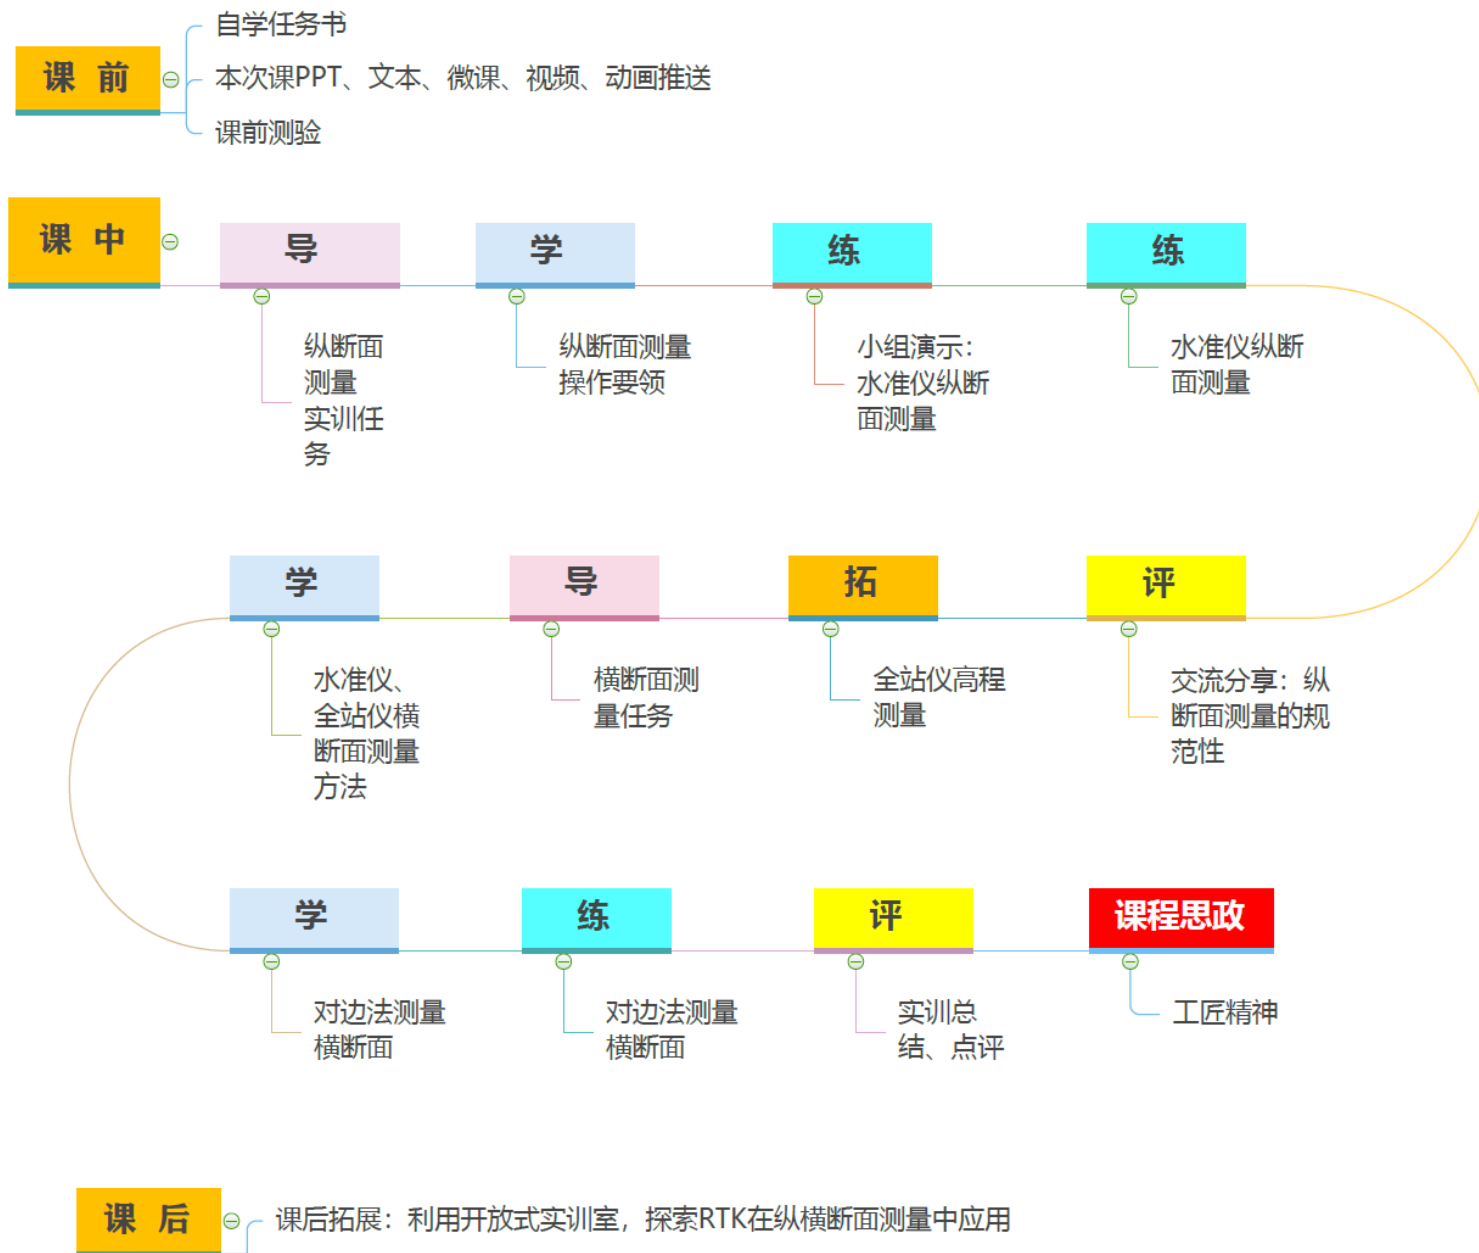 自学任务书
课 前
本次课PPT、文本、微课、视频、动画推送
课前测验
课 中
导
学
练
练
纵断面
测量
实训任
务
纵断面测量
操作要领
小组演示：
水准仪纵断
面测量
水准仪纵断
面测量
学
导
拓
评
水准仪、
全站仪横
断面测量
方法
横断面测
量任务
全站仪高程
测量
交流分享：纵
断面测量的规
范性
学
练
评
课程思政
对边法测量
横断面
对边法测量
横断面
实训总
结、点评
工匠精神
课 后
课后拓展：利用开放式实训室，探索RTK在纵横断面测量中应用